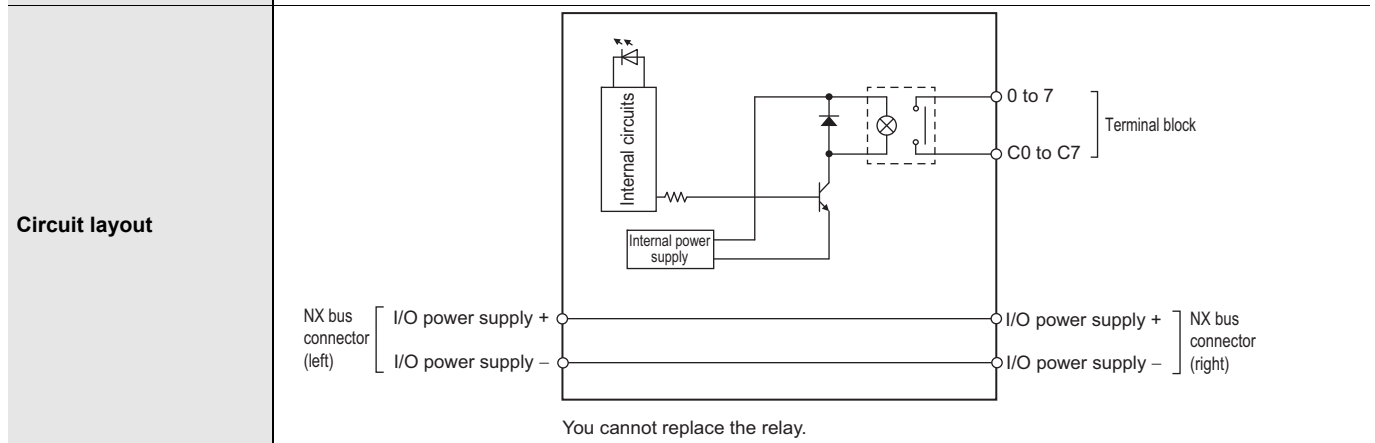 Circuit layout
Internal circuits
Internal power
supply
0 to 7
C0 to C7
Terminal block
NX bus
connector
(left)
I/O power supply +
I/O power supply −
I/O power supply +
I/O power supply −
NX bus
connector
(right)
You cannot replace the relay.